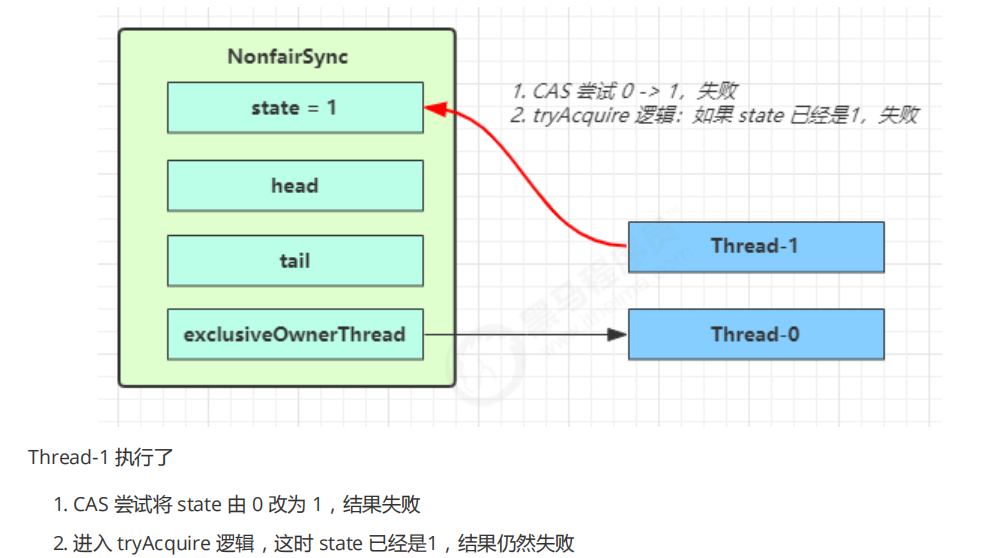 NonfairSync
state = 1
head
tail
exclusiveOwnerThread
1. CAS 尝试 0 -> 1，失败
2. tryAcquire 逻辑：如果 state 已经是1，失败
Thread-1
Thread-0
黑马程序员
Thread-1 执行了
1. CAS 尝试将 state 由 0 改为 1，结果失败
2. 进入 tryAcquire 逻辑，这时 state 已经是1，结果仍然失败